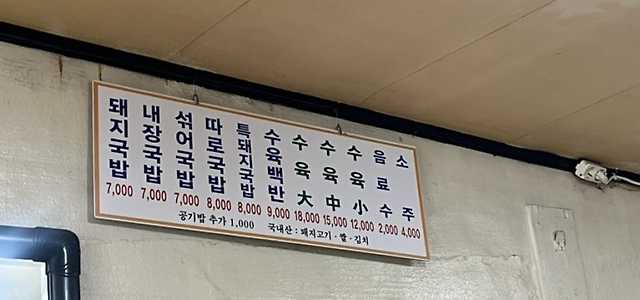 돼지국밥 7,000
내장국밥 7,000
섞어국밥 7,000
따로국밥 8,000
특돼지국밥 8,000
수육백반 9,000
수육大 18,000
수육中 15,000
수육小 12,000
음료수 2,000
소주 4,000
공기밥 추가 1,000 국내산 : 돼지고기 · 쌀 · 김치